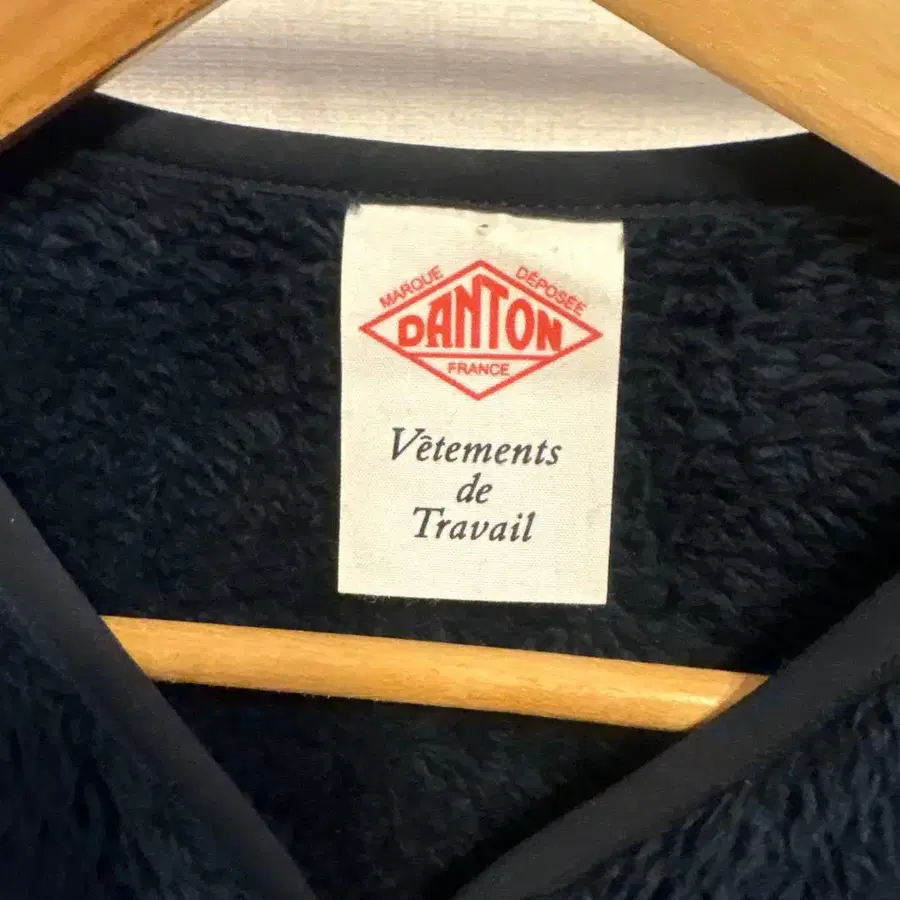 MARQUE DÉPOSÉE
DANTON
FRANCE
Vêtements
de
Travail